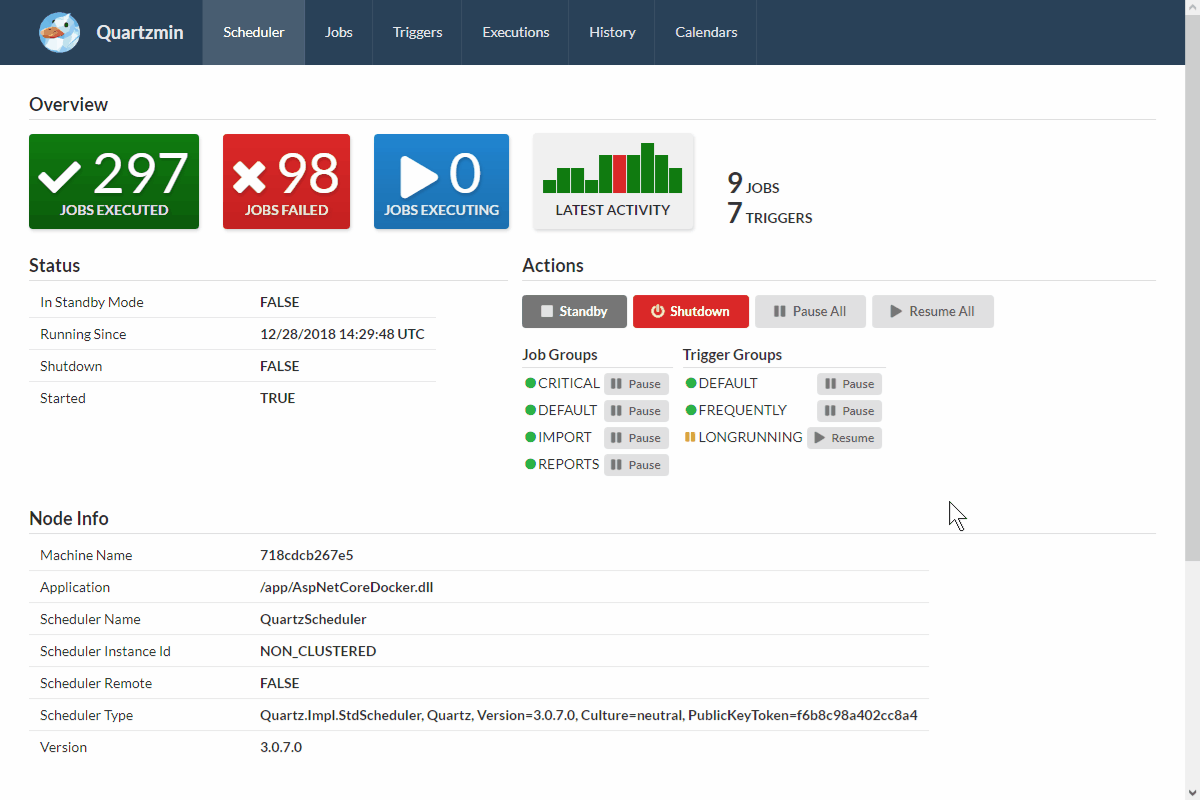 Quartzmin Scheduler Jobs Triggers Executions History Calendars
Overview
297
JOBS EXECUTED
98
JOBS FAILED
0
JOBS EXECUTING
LATEST ACTIVITY
9 JOBS
7 TRIGGERS
Status
In Standby Mode FALSE
Running Since 12/28/2018 14:29:48 UTC
Shutdown FALSE
Started TRUE
Actions
Standby Shutdown Pause All Resume All
Job Groups
CRITICAL Pause
DEFAULT Pause
IMPORT Pause
REPORTS Pause
Trigger Groups
DEFAULT Pause
FREQUENTLY Pause
LONGRUNNING Resume
Node Info
Machine Name 718cdcb267e5
Application /app/AspNetCoreDocker.dll
Scheduler Name QuartzScheduler
Scheduler Instance Id NON_CLUSTERED
Scheduler Remote FALSE
Scheduler Type Quartz.Impl.StdScheduler, Quartz, Version=3.0.7.0, Culture=neutral, PublicKeyToken=f6b8c98a402cc8a4
Version 3.0.7.0